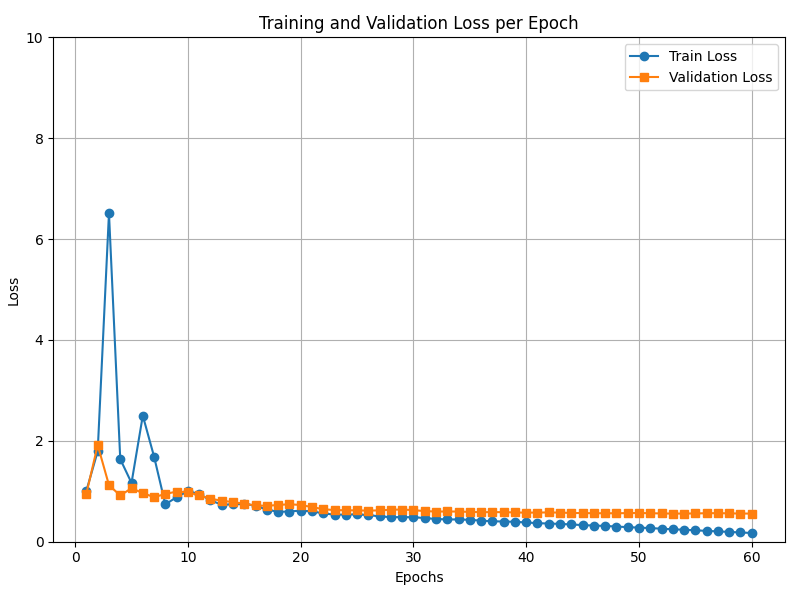 Training and Validation Loss per Epoch
Train Loss
Validation Loss
Loss
10
8
6
4
2
0
0 10 20 30 40 50 60
Epochs